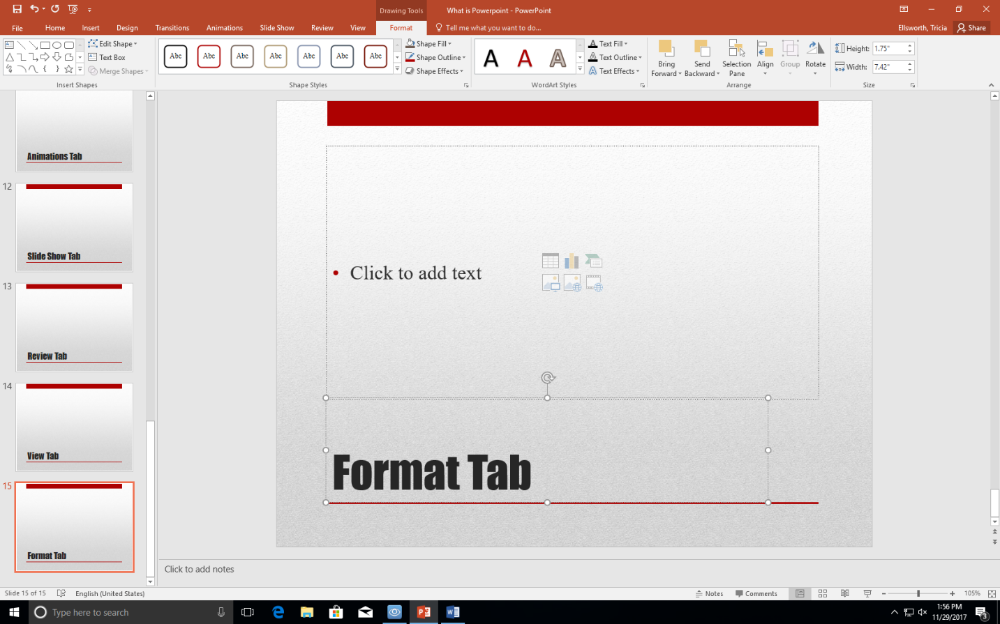 Drawing Tools
What is Powerpoint - PowerPoint
File Home Insert Design Transitions Animations Slide Show Review View Format Tell me what you want to do... Ellsworth, Tricia Share
Edit Shape
Text Box
Merge Shapes
Insert Shapes
Abc Abc Abc Abc Abc Abc Abc
Shape Fill
Shape Outline
Shape Effects
Shape Styles
A A A
Text Fill
Text Outline
Text Effects
WordArt Styles
Bring Forward
Send Backward
Selection Pane
Align
Group
Rotate
Arrange
Height: 1.75"
Width: 7.42"
Size
Animations Tab
12
Slide Show Tab
13
Review Tab
14
View Tab
15
Format Tab
• Click to add text
Format Tab
Click to add notes
Slide 15 of 15 English (United States) Notes Comments 105%
Type here to search
1:56 PM
11/29/2017
3